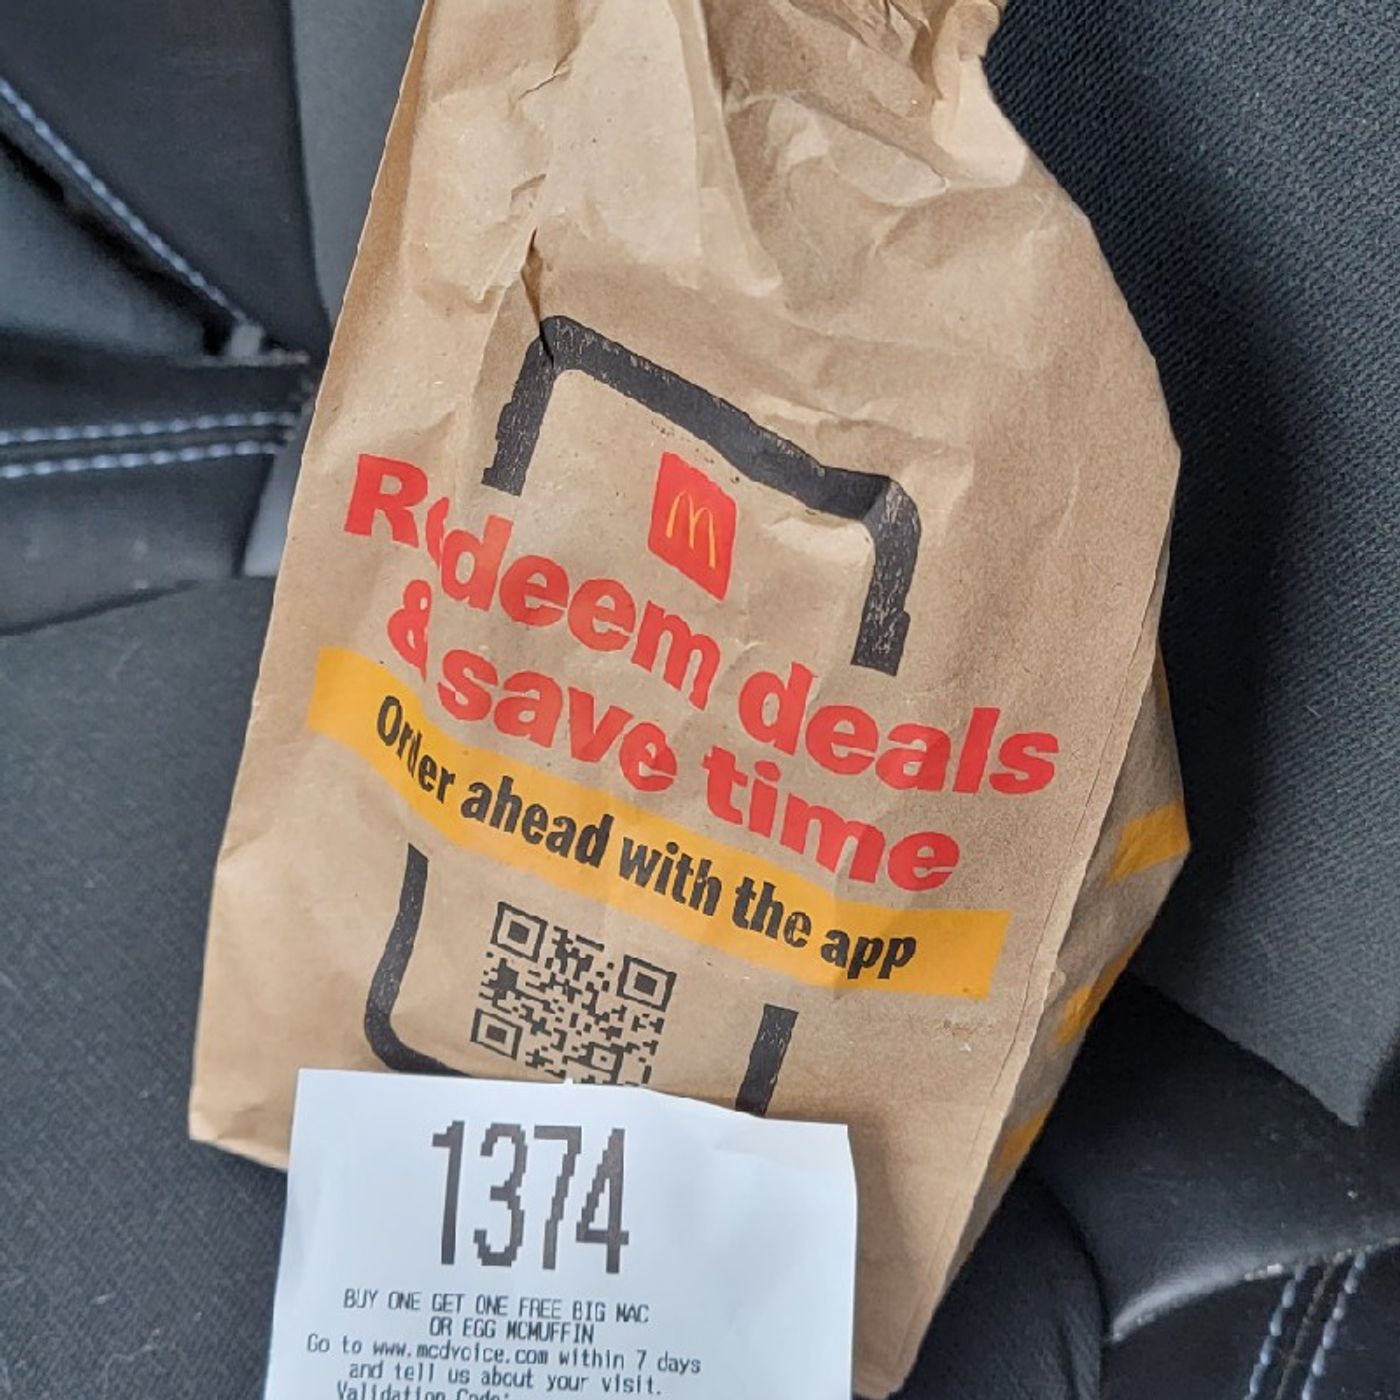 Redeem deals
& save time
Order ahead with the app
1374
BUY ONE GET ONE FREE BIG MAC
OR EGG MCMUFFIN
Go to www.mcdvoice.com within 7 days
and tell us about your visit.
Validation Code: